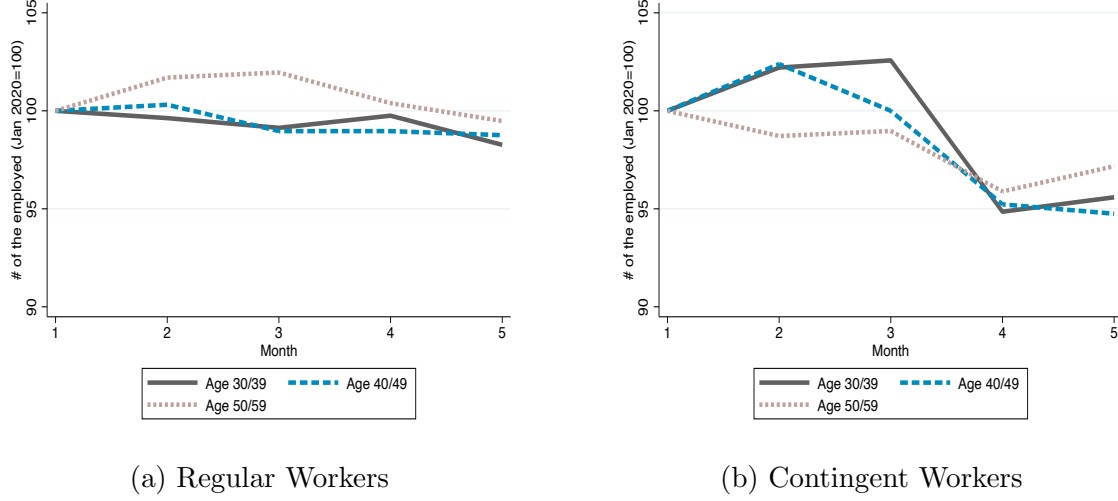 105
100
95
90
# of the employed (Jan 2020=100)
1 2 3 4 5
Month
Age 30/39 Age 40/49
Age 50/59
(a) Regular Workers
105
100
95
90
# of the employed (Jan 2020=100)
1 2 3 4 5
Month
Age 30/39 Age 40/49
Age 50/59
(b) Contingent Workers